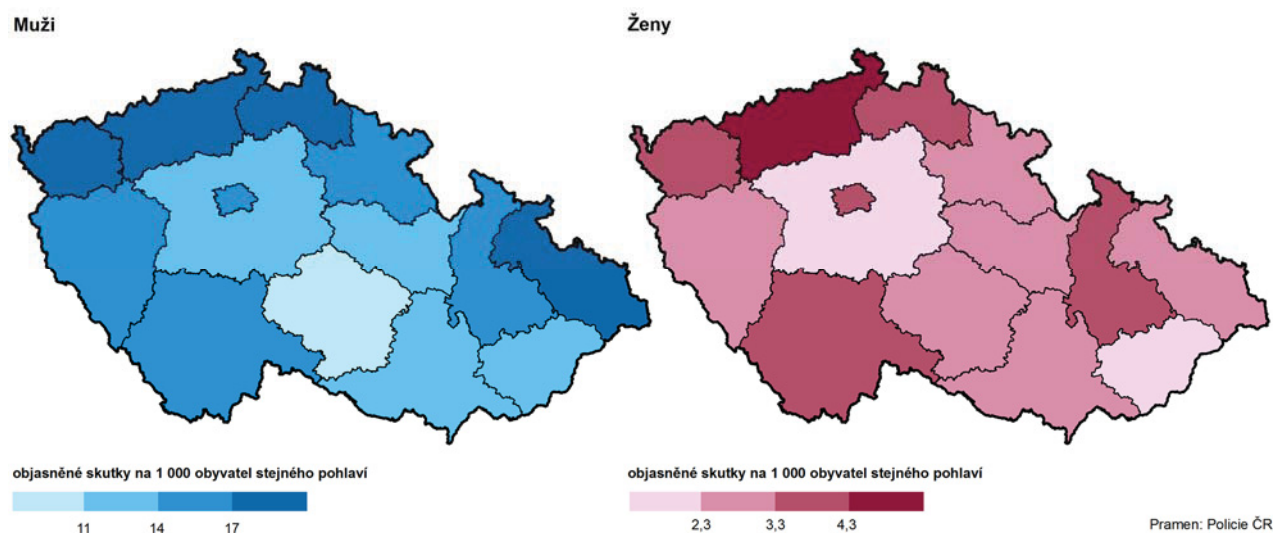 Muži
Ženy
objasněné skutky na 1 000 obyvatel stejného pohlaví
11 14 17
objasněné skutky na 1 000 obyvatel stejného pohlaví
2,3 3,3 4,3
Pramen: Policie ČR